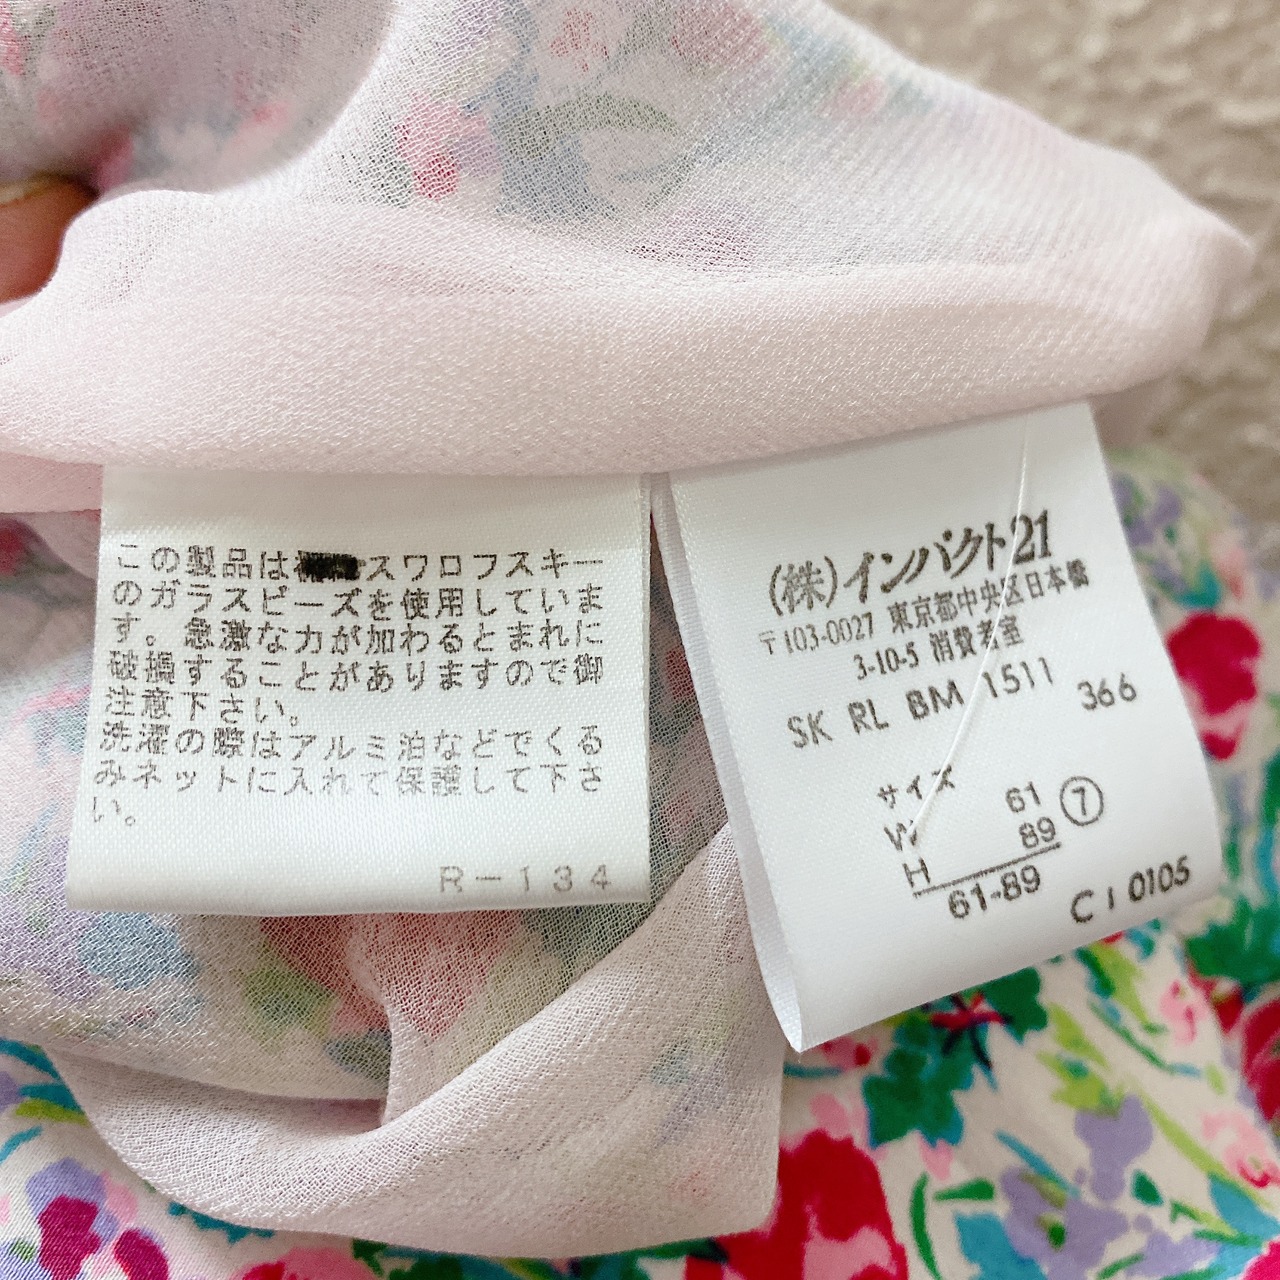 この製品はスワロフスキー
のガラスビーズを使用していま
す。急激な力が加わるとまれに
破損することがありますので御
注意下さい。
洗濯の際はアルミ泊などでくる
みネットに入れて保護して下さ
い。
R-134
(株)インパクト21
〒103-0027 東京都中央区日本橋
3-10-5 消費者室
SK RL BM 1511 366
サイズ
W 61 ⑦
H 89
61-89
C1 0105